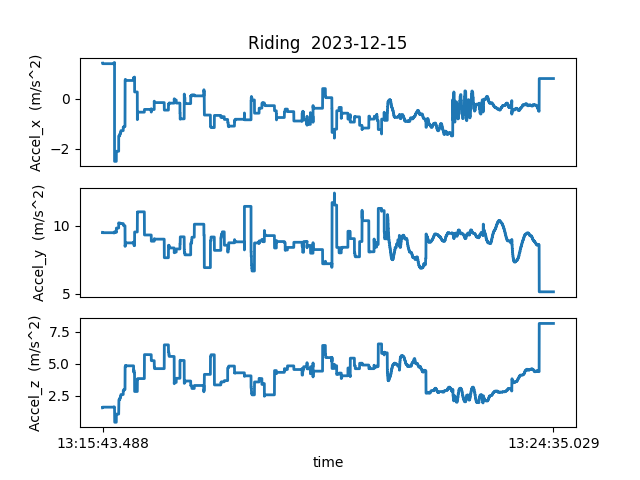 Riding  2023-12-15
Accel_x  (m/s^2)
0
−2
Accel_y  (m/s^2)
10
5
Accel_z  (m/s^2)
7.5
5.0
2.5
13:15:43.488
13:24:35.029
time